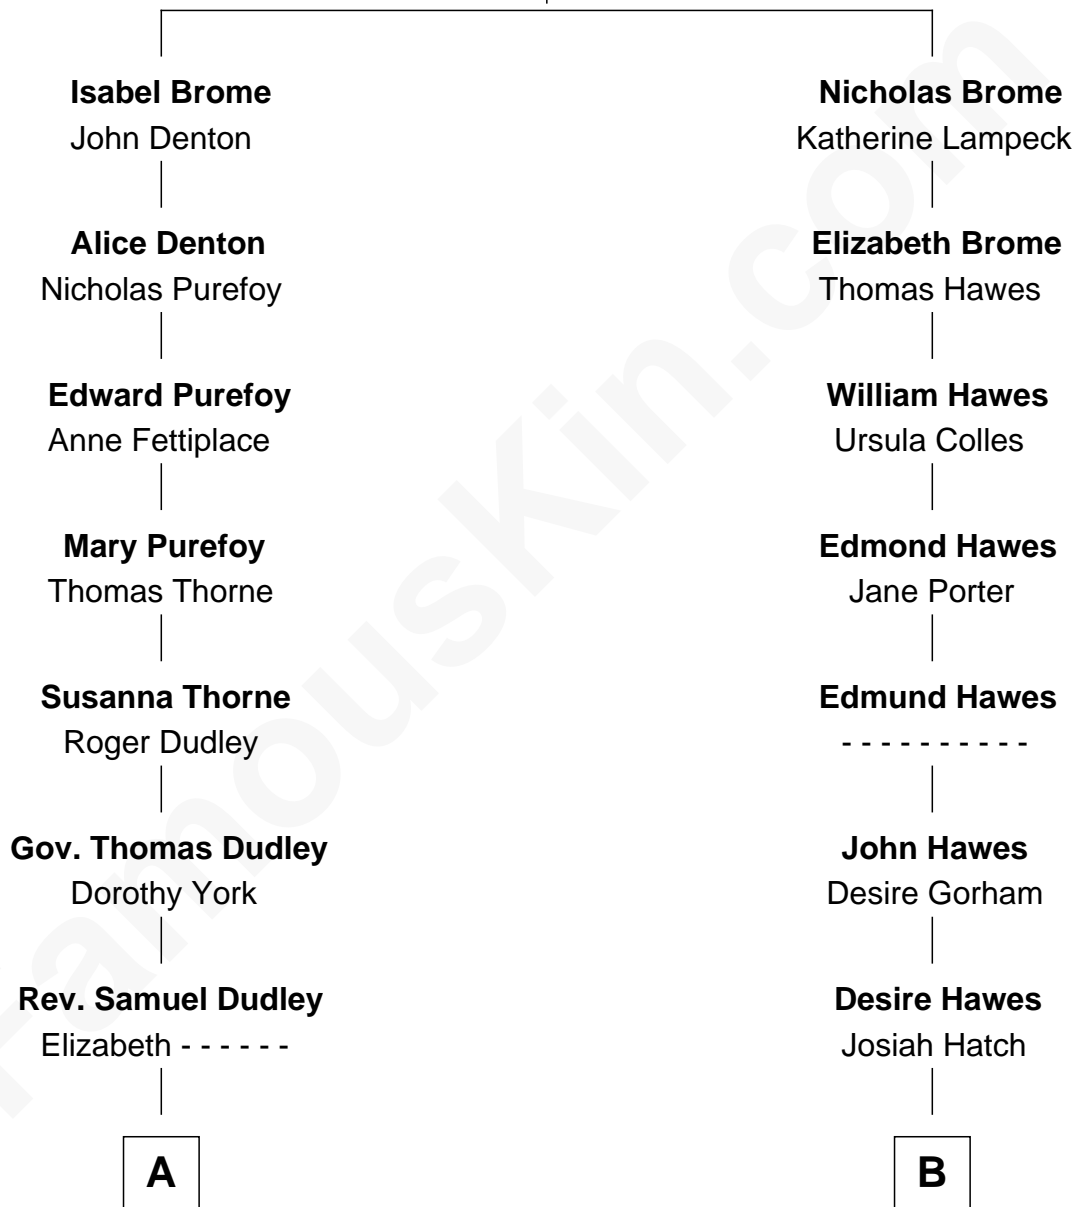 Isabel Brome
John Denton
Alice Denton
Nicholas Purefoy
Edward Purefoy
Anne Fettiplace
Mary Purefoy
Thomas Thorne
Susanna Thorne
Roger Dudley
Gov. Thomas Dudley
Dorothy York
Rev. Samuel Dudley
Elizabeth - - - - - -
A
Nicholas Brome
Katherine Lampeck
Elizabeth Brome
Thomas Hawes
William Hawes
Ursula Colles
Edmond Hawes
Jane Porter
Edmund Hawes
- - - - - - - - - -
John Hawes
Desire Gorham
Desire Hawes
Josiah Hatch
B
FamousKin.com